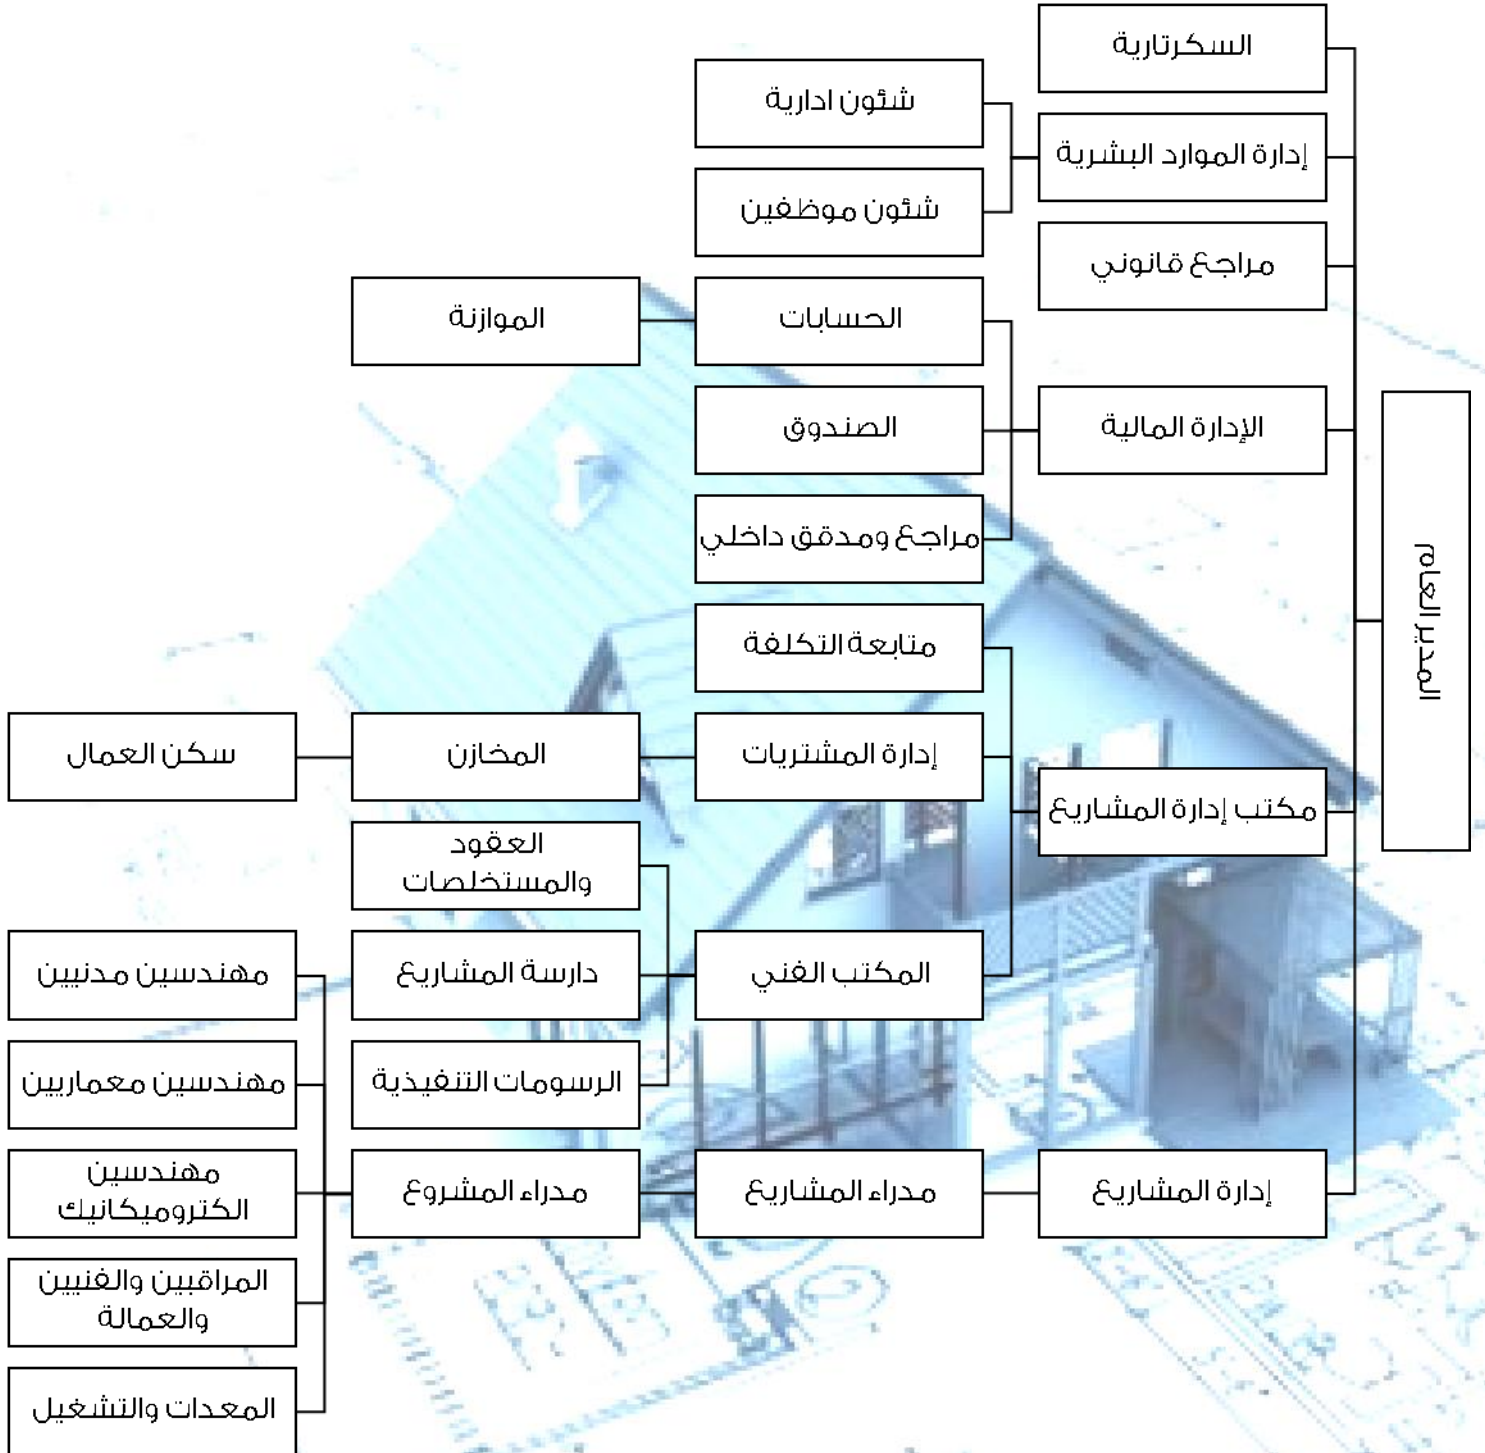 المدير العام
السكرتارية
إدارة الموارد البشرية
شئون ادارية
شئون موظفين
مراجع قانوني
الإدارة المالية
الحسابات
الموازنة
الصندوق
مراجع ومدقق داخلي
مكتب إدارة المشاريع
متابعة التكلفة
إدارة المشتريات
المخازن
سكن العمال
المكتب الفني
العقود
والمستخلصات
دارسة المشاريع
الرسومات التنفيذية
إدارة المشاريع
مدراء المشاريع
مدراء المشروع
مهندسين مدنيين
مهندسين معماريين
مهندسين
الكتروميكانيك
المراقبين والفنيين
والعمالة
المعدات والتشغيل